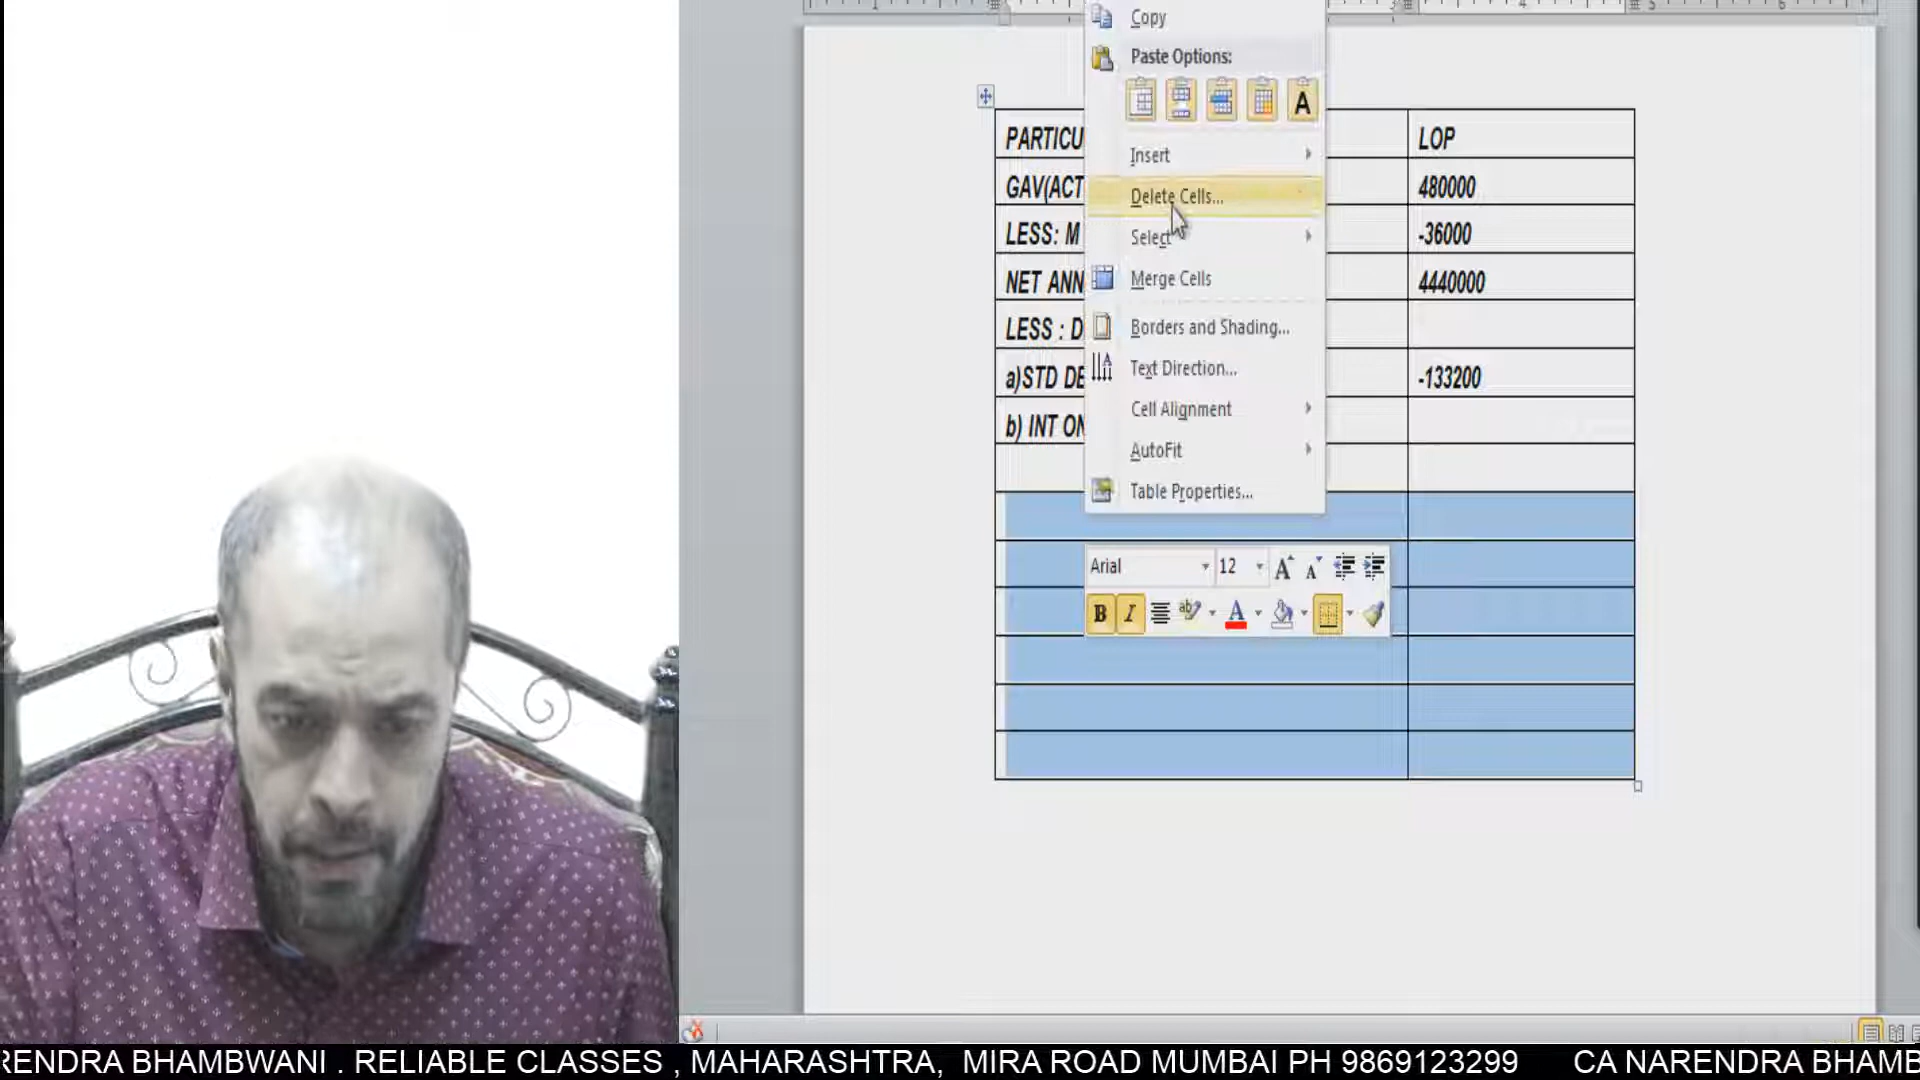 Copy
Paste Options:
A
PARTICU LOP
Insert
GAV(ACT 480000
Delete Cells...
LESS: M -36000
Select
NET ANN 4440000
Merge Cells
LESS : D
Borders and Shading...
Text Direction...
a)STD DE -133200
Cell Alignment
b) INT ON
AutoFit
Table Properties...
Arial 12
B I
RENDRA BHAMBWANI . RELIABLE CLASSES , MAHARASHTRA, MIRA ROAD MUMBAI PH 9869123299 CA NARENDRA BHAMB